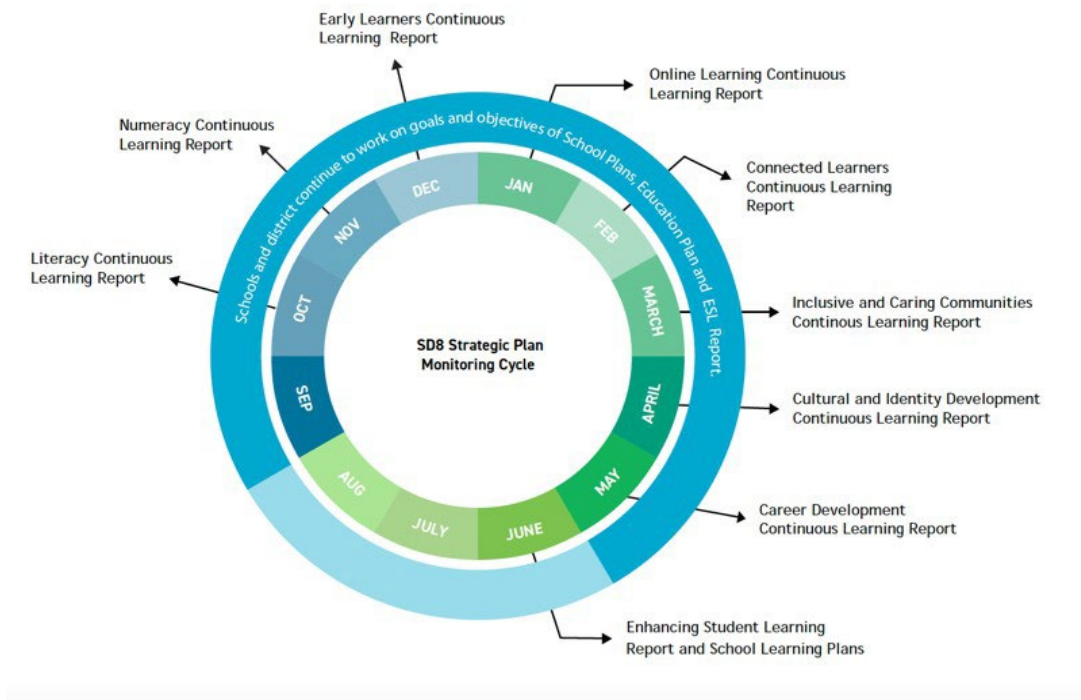 Early Learners Continuous
Learning Report
Online Learning Continuous
Learning Report
Numeracy Continuous
Learning Report
Connected Learners
Continuous Learning
Report
Literacy Continuous
Learning Report
Inclusive and Caring Communities
Continous Learning Report
Cultural and Identity Development
Continuous Learning Report
Career Development
Continuous Learning Report
Enhancing Student Learning
Report and School Learning Plans
Schools and district continue to work on goals and objectives of School Plans, Education Plan and ESL Report.
JAN
FEB
MARCH
APRIL
MAY
JUNE
JULY
AUG
SEP
OCT
NOV
DEC
SD8 Strategic Plan
Monitoring Cycle